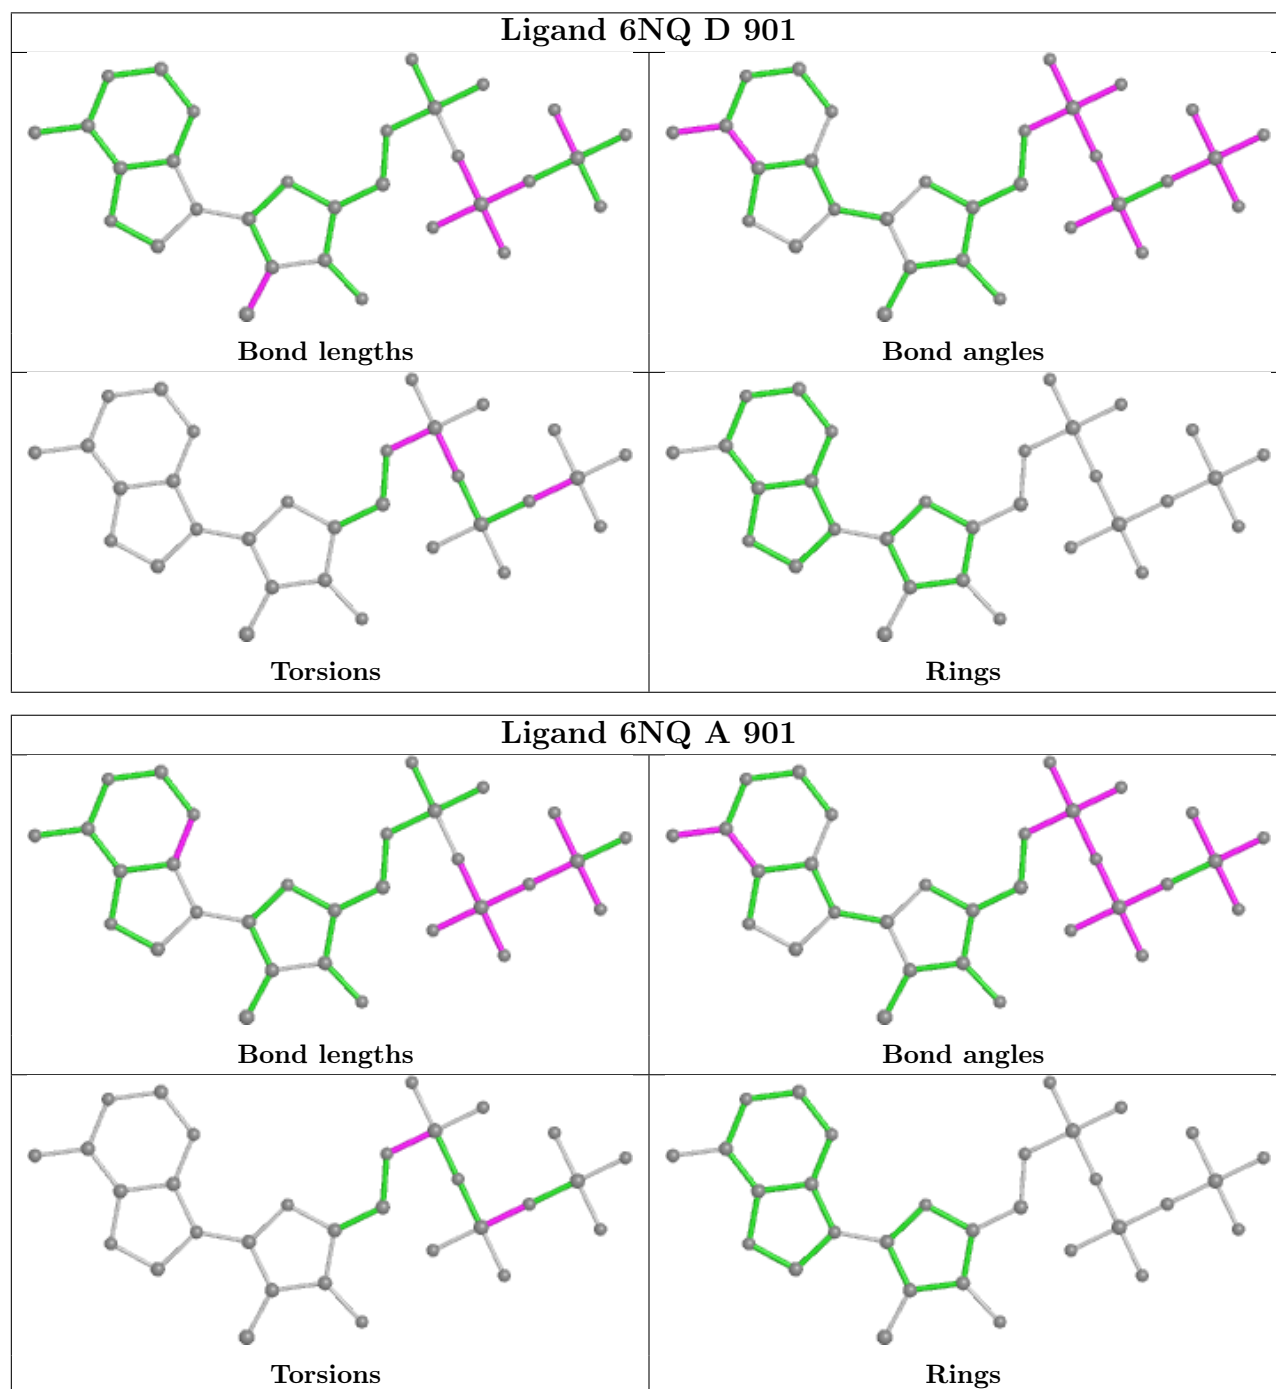 Ligand 6NQ D 901
Bond lengths
Bond angles
Torsions
Rings
Ligand 6NQ A 901
Bond lengths
Bond angles
Torsions
Rings